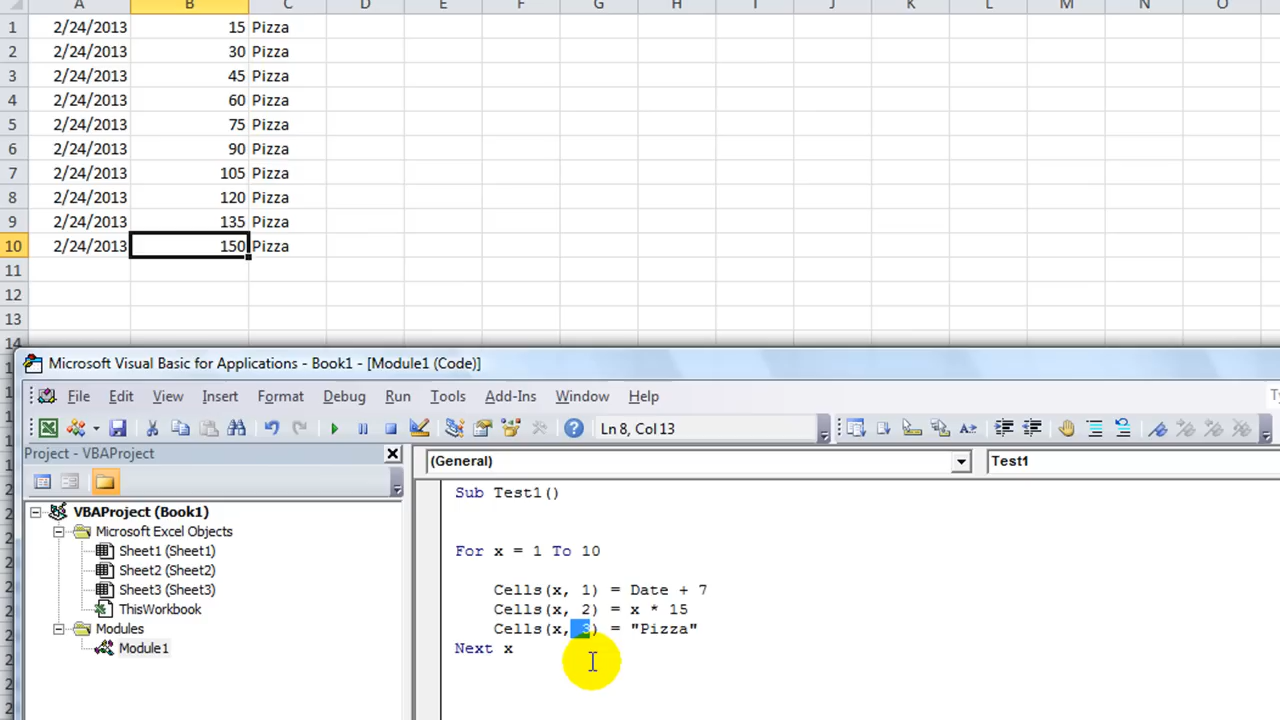 A B C D E F G H I J K L M N O
1 2/24/2013 15 Pizza
2 2/24/2013 30 Pizza
3 2/24/2013 45 Pizza
4 2/24/2013 60 Pizza
5 2/24/2013 75 Pizza
6 2/24/2013 90 Pizza
7 2/24/2013 105 Pizza
8 2/24/2013 120 Pizza
9 2/24/2013 135 Pizza
10 2/24/2013 150 Pizza
11
12
13
14
Microsoft Visual Basic for Applications - Book1 - [Module1 (Code)]
File Edit View Insert Format Debug Run Tools Add-Ins Window Help
Ln 8, Col 13
Project - VBAProject
(General) Test1
VBAProject (Book1)
Microsoft Excel Objects
Sheet1 (Sheet1)
Sheet2 (Sheet2)
Sheet3 (Sheet3)
ThisWorkbook
Modules
Module1
Sub Test1()
For x = 1 To 10
Cells(x, 1) = Date + 7
Cells(x, 2) = x * 15
Cells(x, 3) = "Pizza"
Next x